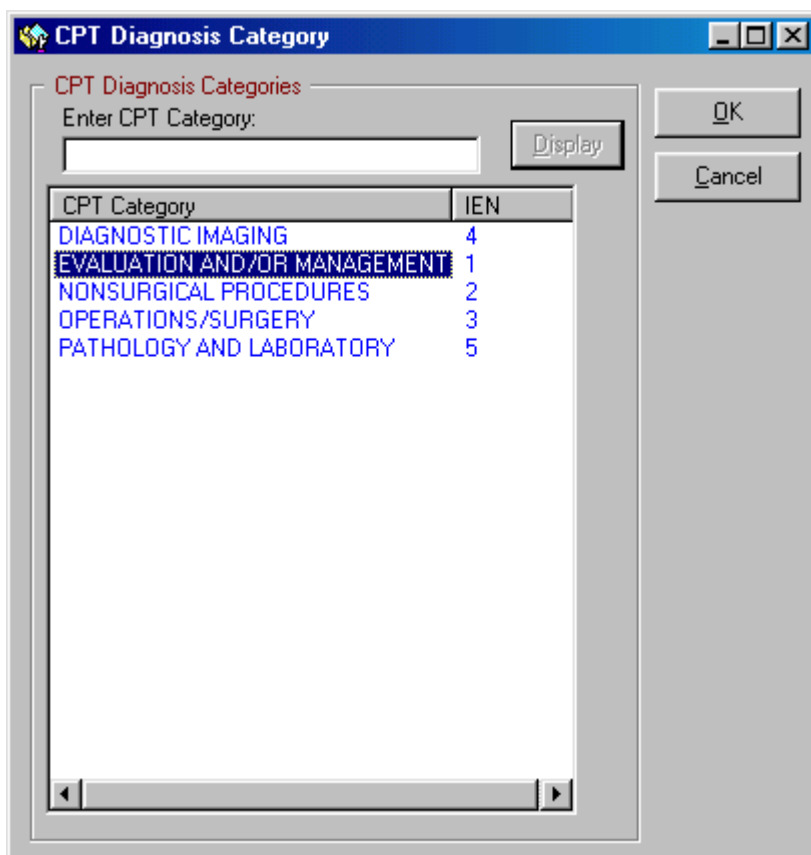 CPT Diagnosis Category
CPT Diagnosis Categories
Enter CPT Category:
Display
OK
Cancel
CPT Category IEN
DIAGNOSTIC IMAGING 4
EVALUATION AND/OR MANAGEMENT 1
NONSURGICAL PROCEDURES 2
OPERATIONS/SURGERY 3
PATHOLOGY AND LABORATORY 5